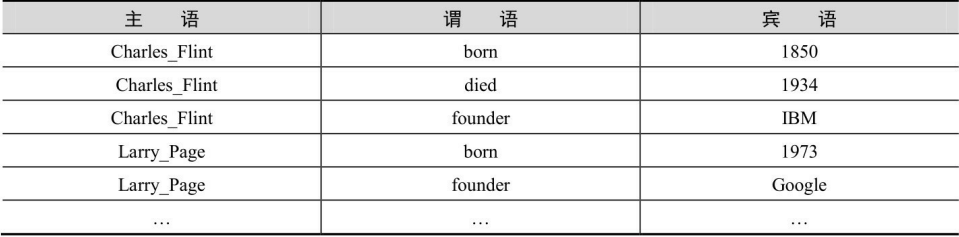 主 语 谓 语 宾 语
Charles_Flint born 1850
Charles_Flint died 1934
Charles_Flint founder IBM
Larry_Page born 1973
Larry_Page founder Google
… … …